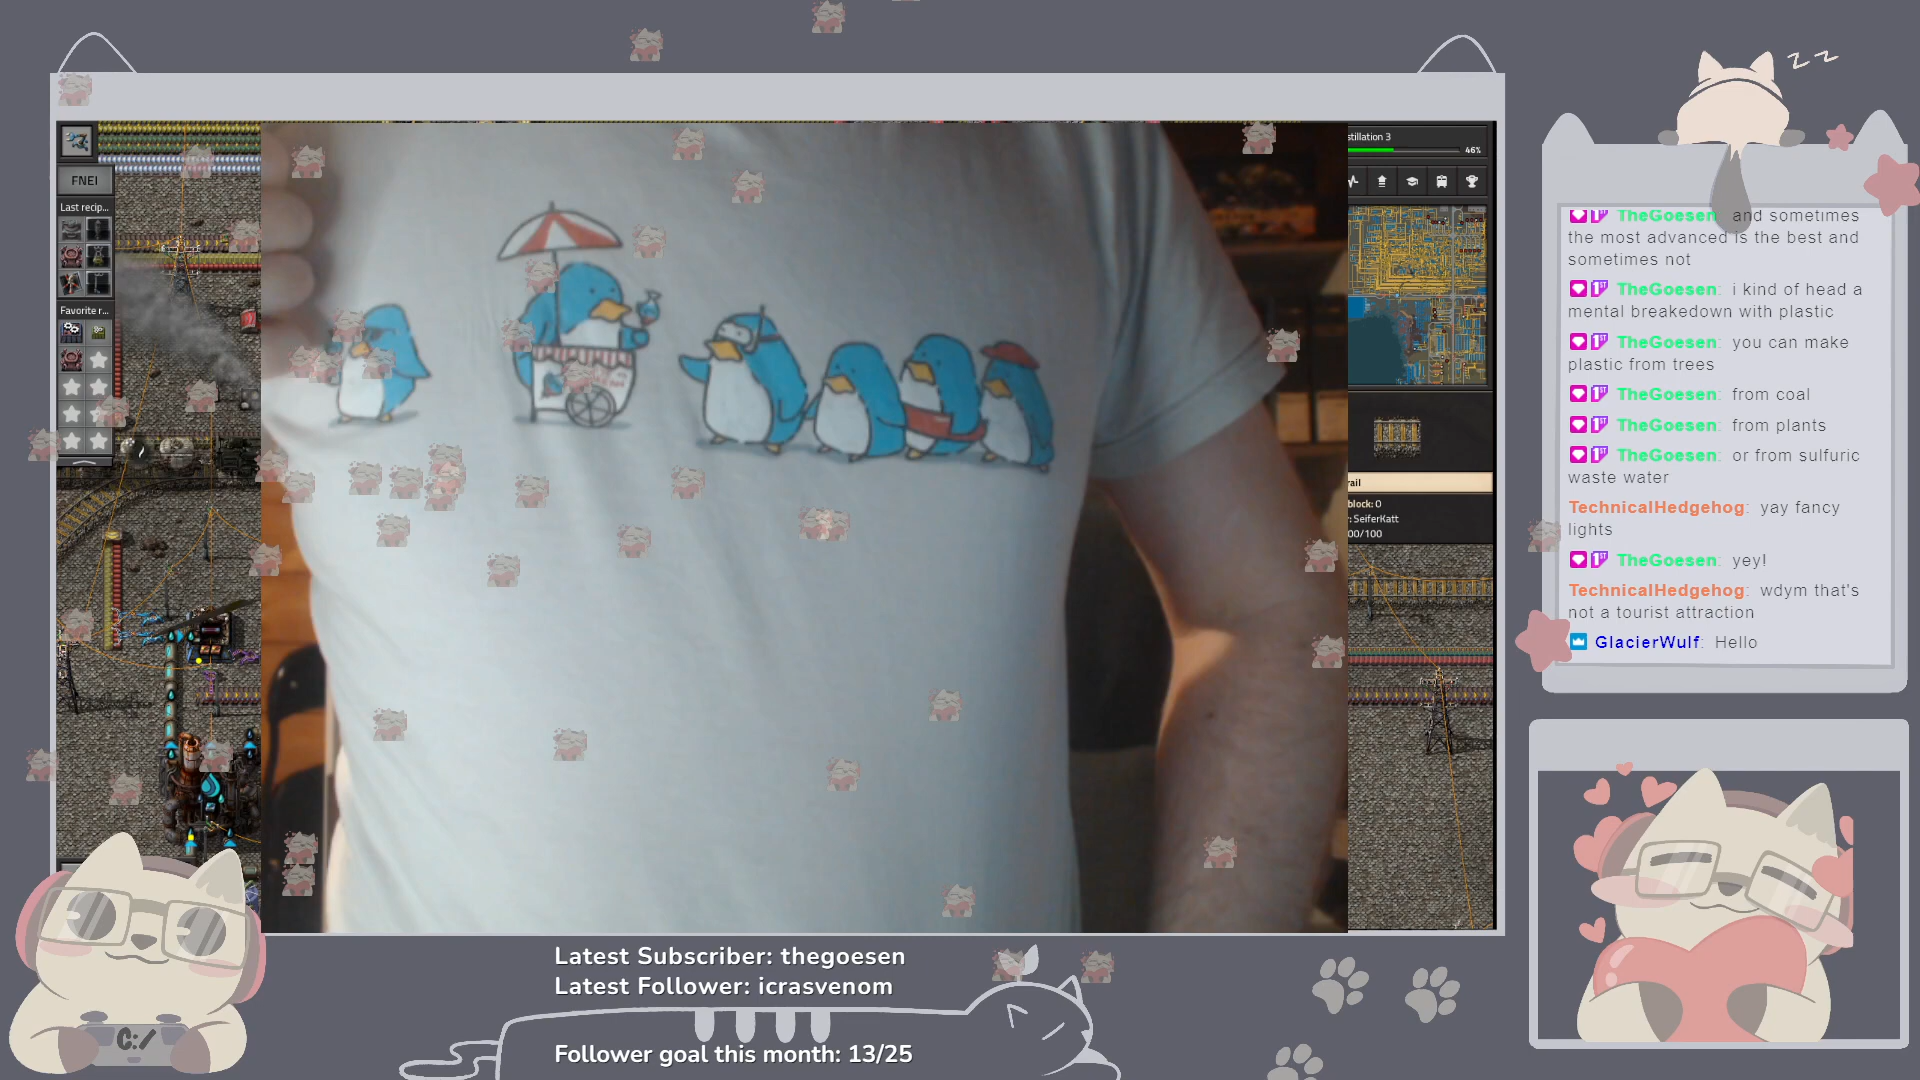 stillation 3
46%
FNEI
Last recip...
Favorite r...
rail
block: 0
: SeiferKatt
00/100
TheGoesen and sometimes
the most advanced is the best and
sometimes not
TheGoesen: i kind of head a
mental breakedown with plastic
TheGoesen: you can make
plastic from trees
TheGoesen: from coal
TheGoesen: from plants
TheGoesen: or from sulfuric
waste water
TechnicalHedgehog: yay fancy
lights
TheGoesen: yey!
TechnicalHedgehog: wdym that's
not a tourist attraction
GlacierWulf: Hello
Latest Subscriber: thegoesen
Latest Follower: icrasvenom
Follower goal this month: 13/25
C:/
z z